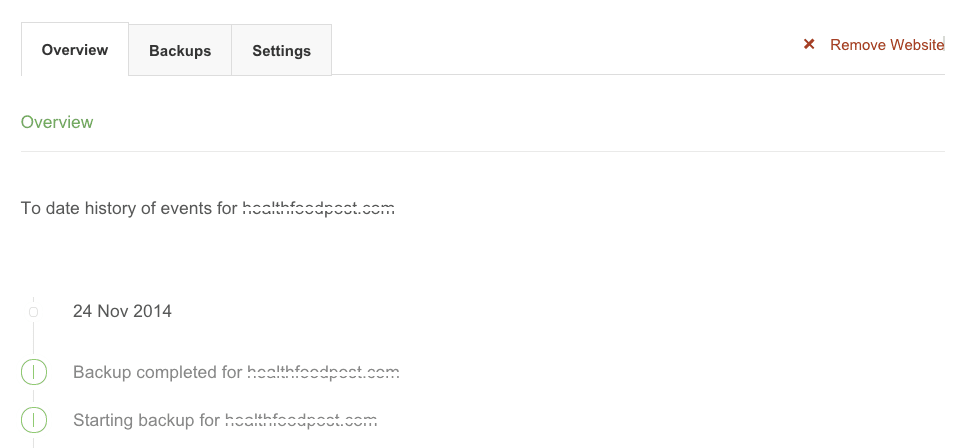 Overview Backups Settings × Remove Website
Overview
To date history of events for healthfoodpost.com
24 Nov 2014
Backup completed for healthfoodpost.com
Starting backup for healthfoodpost.com